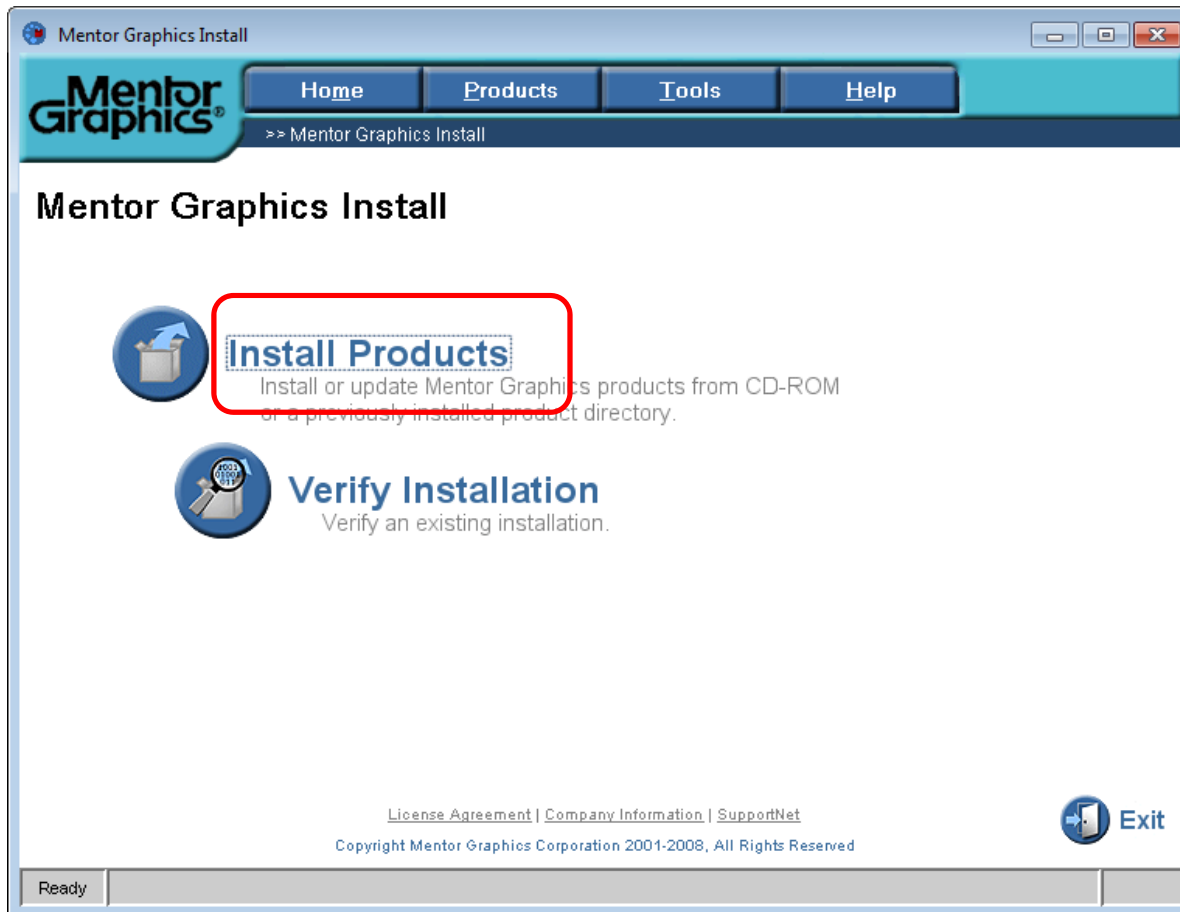 Mentor Graphics Install
Mentor
Graphics®
Home Products Tools Help
>> Mentor Graphics Install
Mentor Graphics Install
Install Products
Install or update Mentor Graphics products from CD-ROM
or a previously installed product directory.
Verify Installation
Verify an existing installation.
License Agreement | Company Information | SupportNet
Exit
Copyright Mentor Graphics Corporation 2001-2008, All Rights Reserved
Ready